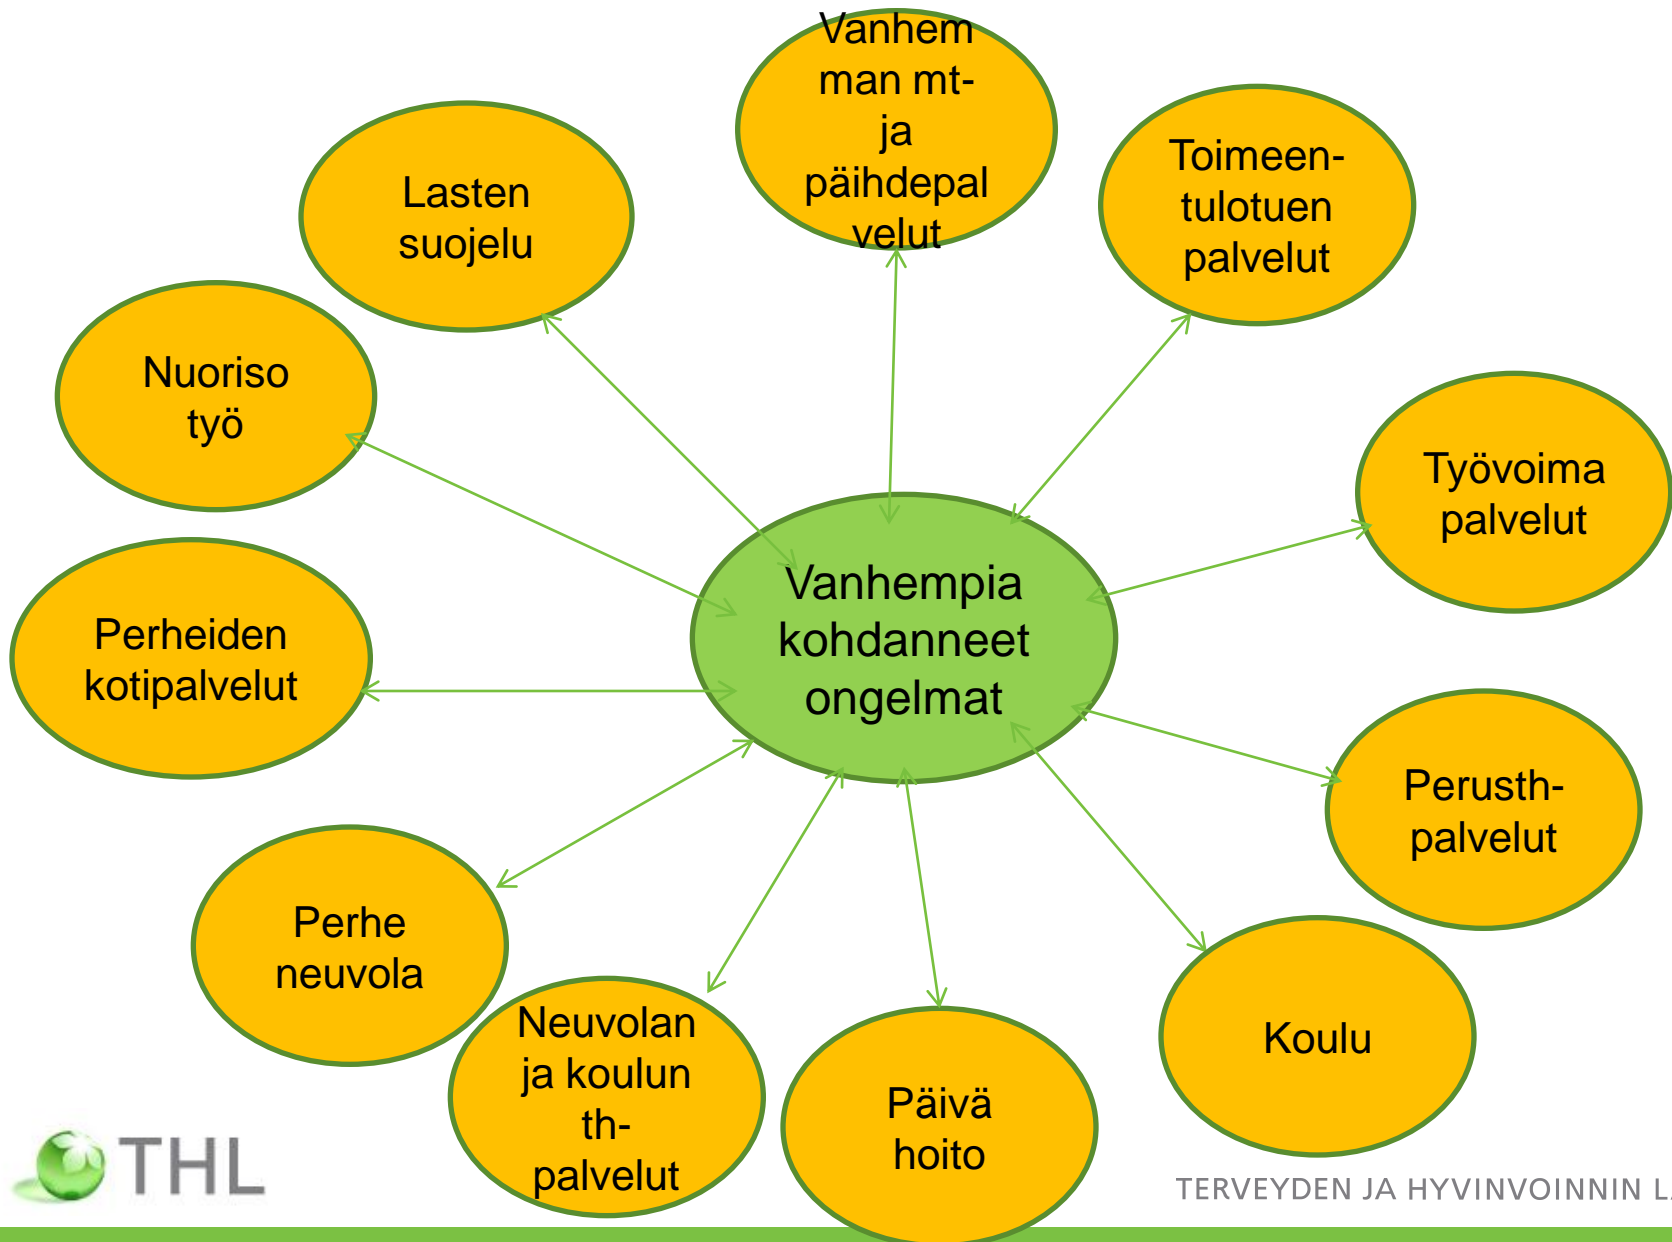 Vanhem
man mt-
ja
päihdepal
velut
Toimeen-
tulotuen
palvelut
Lasten
suojelu
Nuoriso
työ
Työvoima
palvelut
Vanhempia
kohdanneet
ongelmat
Perheiden
kotipalvelut
Perusth-
palvelut
Perhe
neuvola
Neuvolan
ja koulun
th-
palvelut
Päivä
hoito
Koulu
THL
TERVEYDEN JA HYVINVOINNIN L